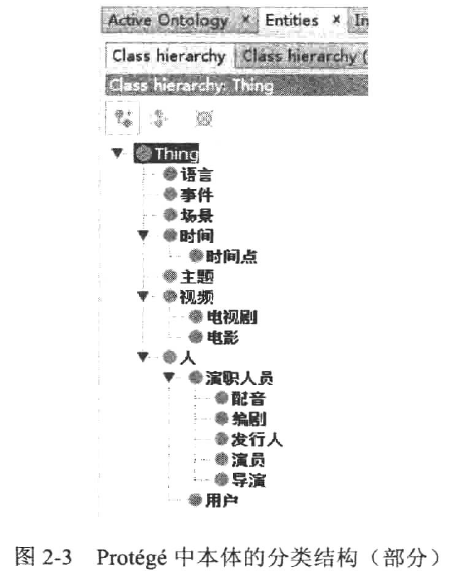 Active Ontology × Entities × In
Class hierarchy Class hierarchy (
Class hierarchy: Thing
Thing
语言
事件
场景
时间
时间点
主题
视频
电视剧
电影
人
演职人员
配音
编剧
发行人
演员
导演
用户
图 2-3 Protégé 中本体的分类结构（部分）